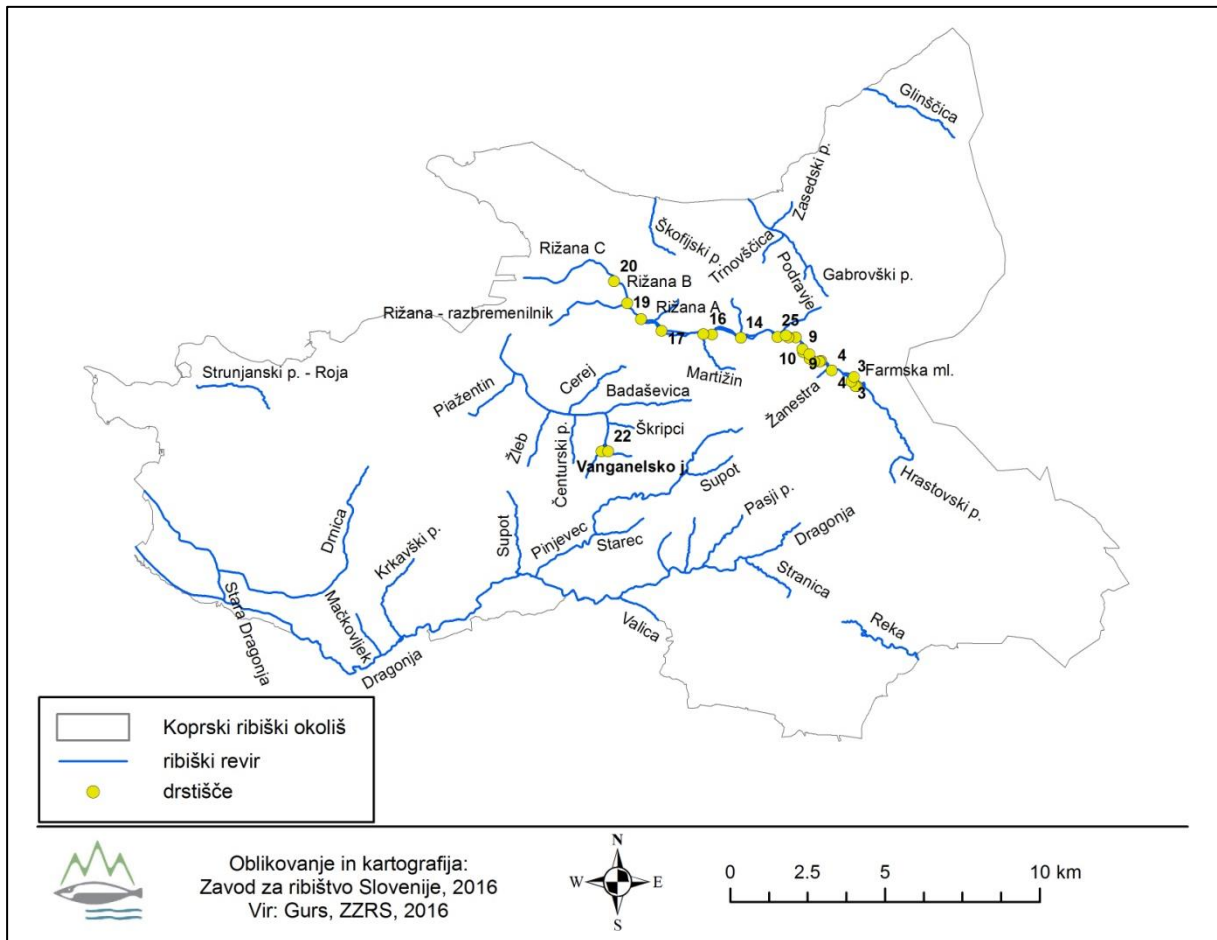 Glinščica
Zasedski p.
Škofijski p.
Trnovščica
Podravje
Gabrovški p.
Rižana C
20
Rižana B
19
Rižana A
Rižana - razbremenilnik
17
16
14
25
9
10
9
4
3
4
3
Farmska ml.
Martižin
Žanestra
Hrastovski p.
Strunjanski p. - Roja
Piažentin
Cerej
Badaševica
Škripci
22
Žleb
Čenturski p.
Vanganelsko j.
Supot
Pinjevec
Starec
Supot
Pasji p.
Dragonja
Stranica
Drnica
Krkavški p.
Mačkovljek
Stara Dragonja
Dragonja
Valica
Reka
Koprski ribiški okoliš
ribiški revir
drstišče
Oblikovanje in kartografija:
Zavod za ribištvo Slovenije, 2016
Vir: Gurs, ZZRS, 2016
N
W
E
S
0 2.5 5 10 km